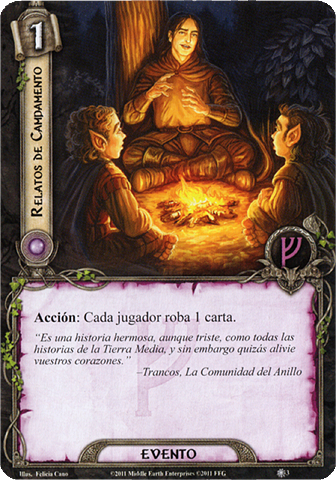 1
RELATOS DE CAMPAMENTO
Acción: Cada jugador roba 1 carta.
“Es una historia hermosa, aunque triste, como todas las
historias de la Tierra Media, y sin embargo quizás alivie
vuestros corazones.”
–Trancos, La Comunidad del Anillo
EVENTO
Illus. Felicia Cano
©2011 Middle Earth Enterprises ©2011 FFG
3